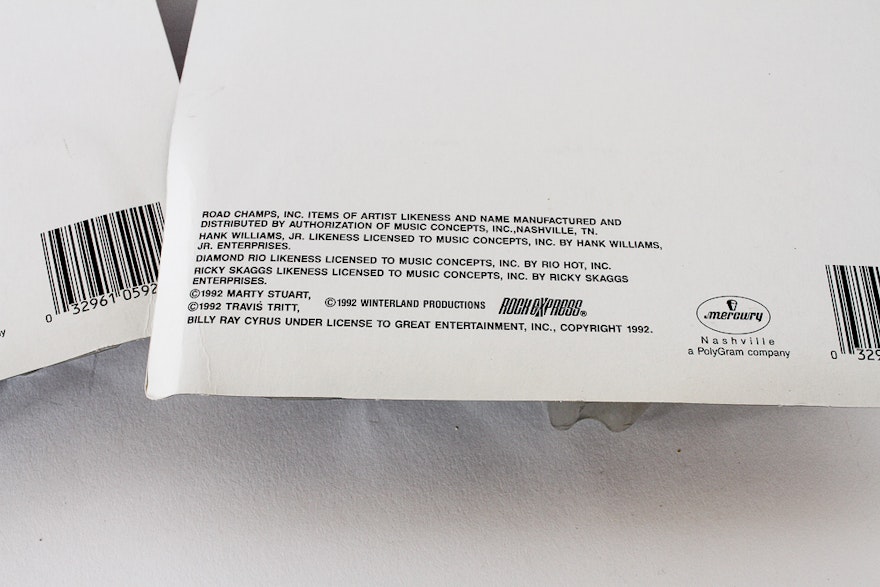 ROAD CHAMPS, INC. ITEMS OF ARTIST LIKENESS AND NAME MANUFACTURED AND
DISTRIBUTED BY AUTHORIZATION OF MUSIC CONCEPTS, INC.,NASHVILLE, TN.
HANK WILLIAMS, JR. LIKENESS LICENSED TO MUSIC CONCEPTS, INC. BY HANK WILLIAMS,
JR. ENTERPRISES.
DIAMOND RIO LIKENESS LICENSED TO MUSIC CONCEPTS, INC. BY RIO HOT, INC.
RICKY SKAGGS LIKENESS LICENSED TO MUSIC CONCEPTS, INC. BY RICKY SKAGGS
ENTERPRISES.
©1992 MARTY STUART,
©1992 TRAVIS TRITT,
©1992 WINTERLAND PRODUCTIONS
ROCK EXPRESS®
BILLY RAY CYRUS UNDER LICENSE TO GREAT ENTERTAINMENT, INC., COPYRIGHT 1992.
mercury
Nashville
a PolyGram company
0 32961 0592
0 329